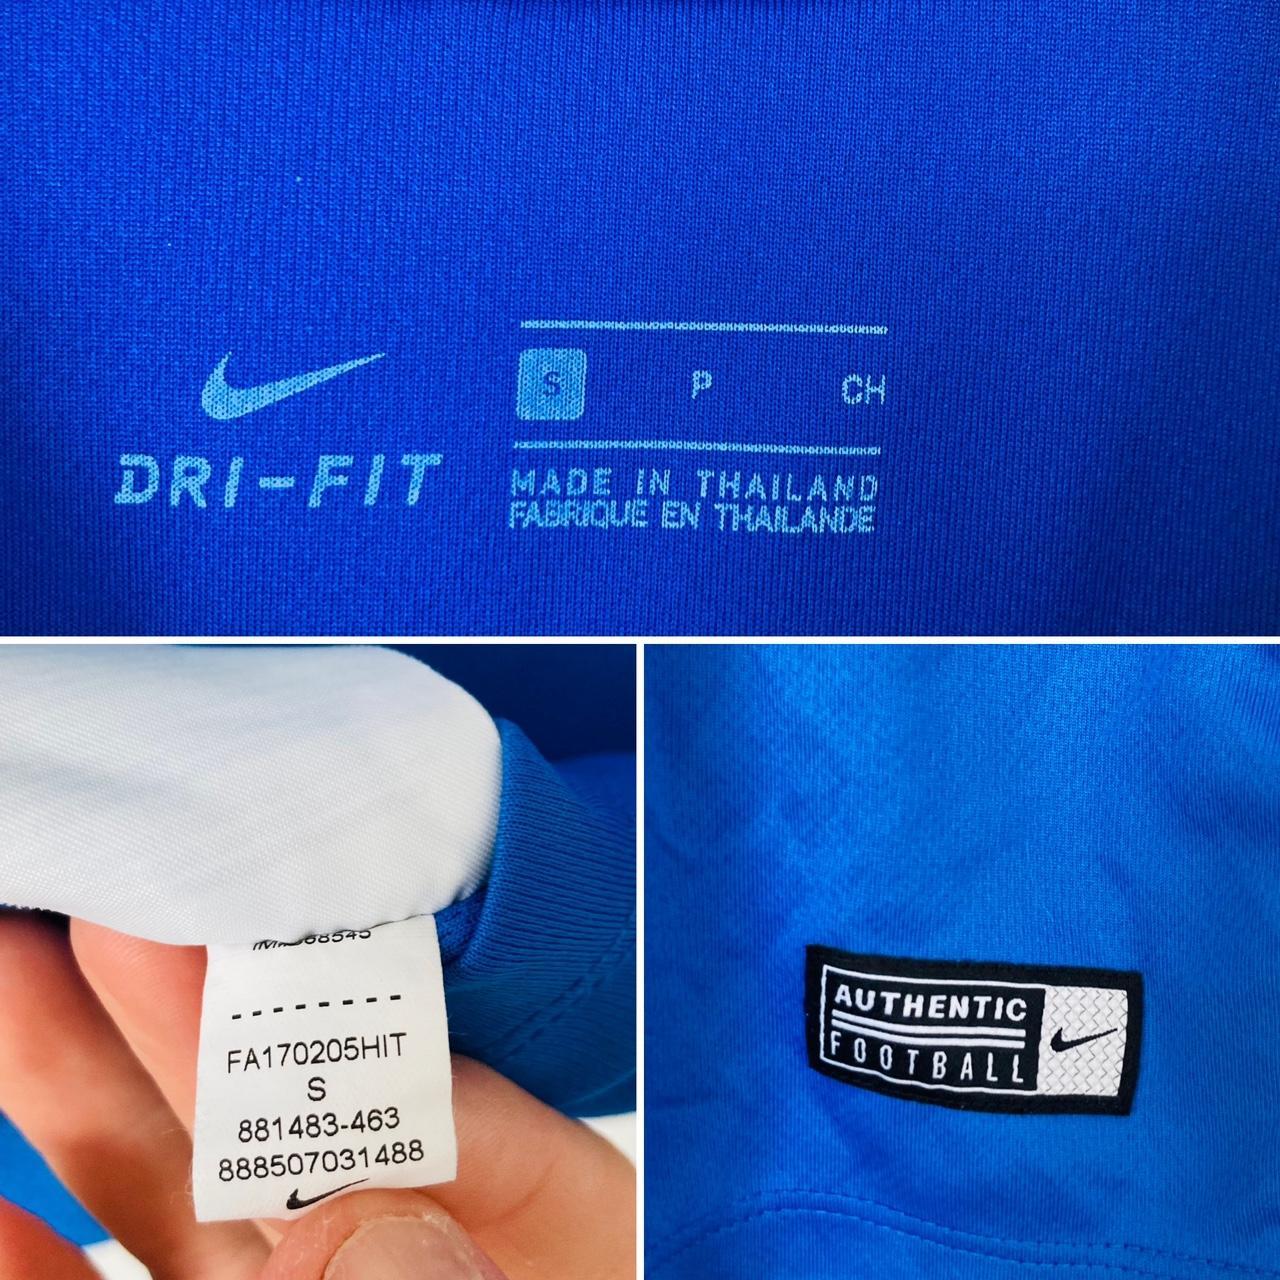 DRI-FIT
S P CH
MADE IN THAILAND
FABRIQUE EN THAILANDE
--------
FA170205HIT
S
881483-463
888507031488
AUTHENTIC
FOOTBALL